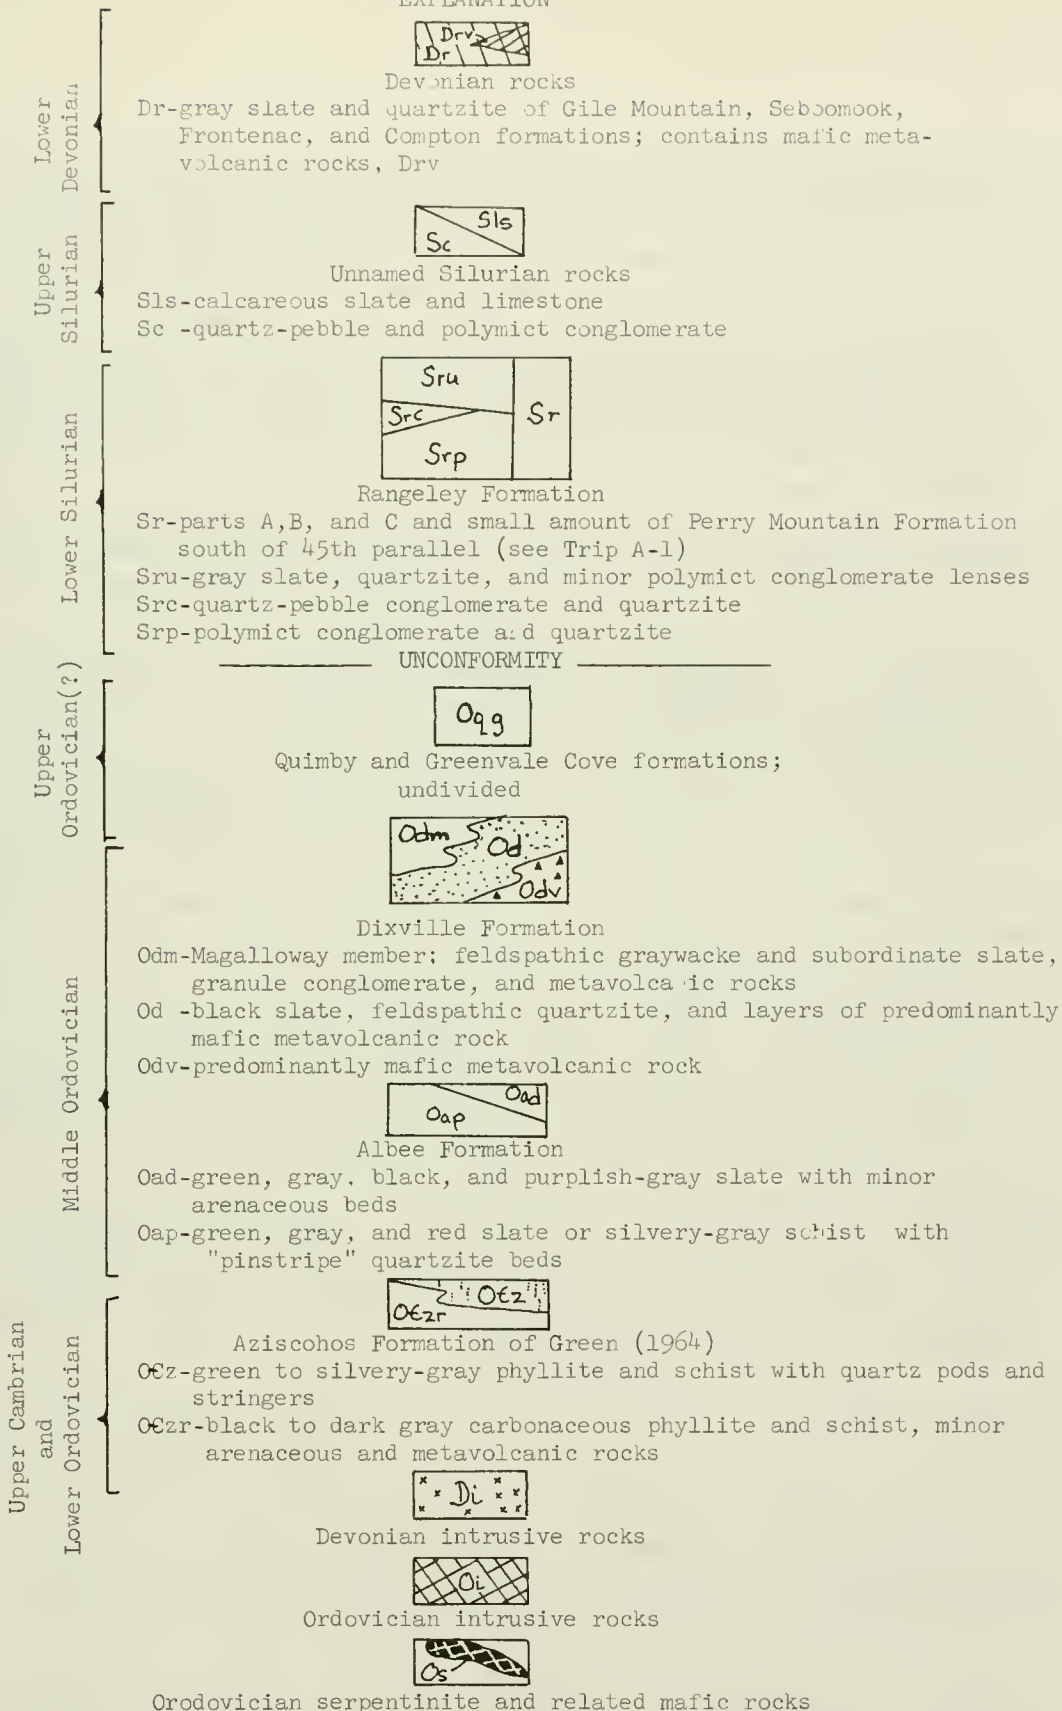 EXPLANATION
Drv
Dr
Devonian rocks
Lower
Devonian
Dr-gray slate and quartzite of Gile Mountain, Seboomook,
Frontenac, and Compton formations; contains mafic meta-
volcanic rocks, Drv
Sls
Sc
Unnamed Silurian rocks
Upper
Silurian
Sls-calcareous slate and limestone
Sc -quartz-pebble and polymict conglomerate
Sru
Src
Sr
Srp
Rangeley Formation
Lower Silurian
Sr-parts A,B, and C and small amount of Perry Mountain Formation
south of 45th parallel (see Trip A-1)
Sru-gray slate, quartzite, and minor polymict conglomerate lenses
Src-quartz-pebble conglomerate and quartzite
Srp-polymict conglomerate and quartzite
UNCONFORMITY
Upper
Ordovician(?)
Oqg
Quimby and Greenvale Cove formations;
undivided
Odm
Od
Odv
Dixville Formation
Middle Ordovician
Odm-Magalloway member; feldspathic graywacke and subordinate slate,
granule conglomerate, and metavolcanic rocks
Od -black slate, feldspathic quartzite, and layers of predominantly
mafic metavolcanic rock
Odv-predominantly mafic metavolcanic rock
Oad
Oap
Albee Formation
Oad-green, gray, black, and purplish-gray slate with minor
arenaceous beds
Oap-green, gray, and red slate or silvery-gray schist with
"pinstripe" quartzite beds
OЄz
OЄzr
Aziscohos Formation of Green (1964)
Upper Cambrian
and
Lower Ordovician
OЄz-green to silvery-gray phyllite and schist with quartz pods and
stringers
OЄzr-black to dark gray carbonaceous phyllite and schist, minor
arenaceous and metavolcanic rocks
Di
Devonian intrusive rocks
Oi
Ordovician intrusive rocks
Os
Orodovician serpentinite and related mafic rocks